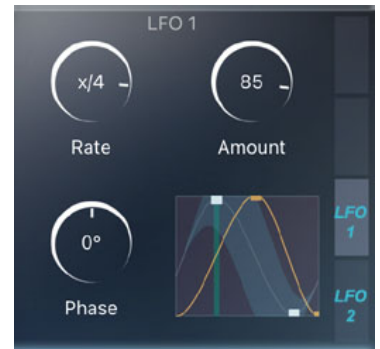 LFO 1
x/4
85
Rate
Amount
LFO
1
0°
Phase
LFO
2